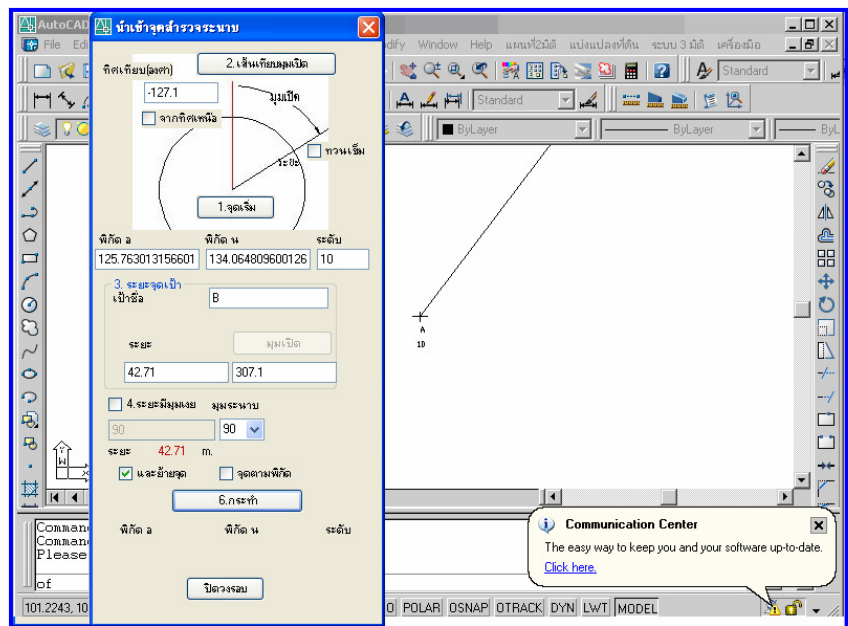 AutoCAD
นำเข้าจุดสำรวจระนาบ
File Edi
dify Window Help แผนที่2มิติ แบ่งแปลงที่ดิน ระบบ 3 มิติ เครื่องมือ
ทิศเทียบ(องศา)
2.เส้นเทียบมุมเปิด
-127.1
มุมเปิด
จากทิศเหนือ
ทวนเข็ม
ระยะ
1.จุดเริ่ม
Standard
Standard
ByLayer
ByLayer
ByL
พิกัด อ พิกัด น ระดับ
125.763013156601 134.064809600126 10
3. ระยะจุดเป้า
เป้าชื่อ B
ระยะ มุมเปิด
42.71 307.1
4.ระยะมีมุมเงย มุมระนาบ
90 90
ระยะ 42.71 m.
และย้ายจุด จุดตามพิกัด
6.กระทำ
พิกัด อ พิกัด น ระดับ
ปิดวงรอบ
A
10
W
Comman
Comman
Please
of
Communication Center
The easy way to keep you and your software up-to-date.
Click here.
101.2243, 10
O POLAR OSNAP OTRACK DYN LWT MODEL